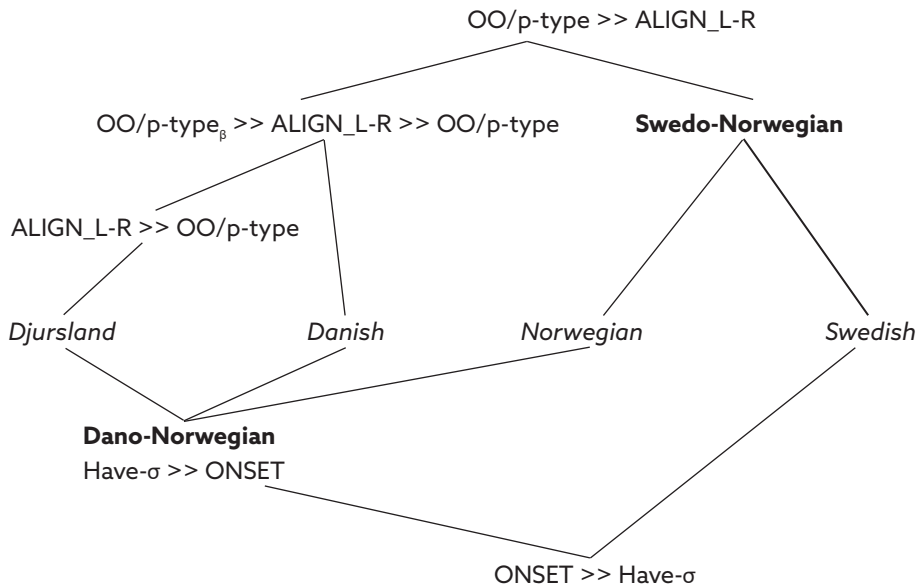 OO/p-type >> ALIGN_L-R
OO/p-typeᵦ >> ALIGN_L-R >> OO/p-type
Swedo-Norwegian
ALIGN_L-R >> OO/p-type
Djursland
Danish
Norwegian
Swedish
Dano-Norwegian
Have-σ >> ONSET
ONSET >> Have-σ